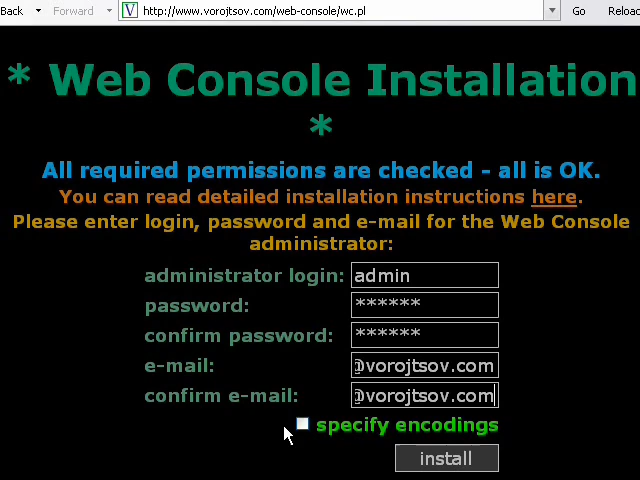 Back Forward http://www.vorojtsov.com/web-console/wc.pl Go Reload
* Web Console Installation
*
All required permissions are checked - all is OK.
You can read detailed installation instructions here.
Please enter login, password and e-mail for the Web Console
administrator:
administrator login: admin
password: ******
confirm password: ******
e-mail: @vorojtsov.com
confirm e-mail: @vorojtsov.com
specify encodings
install